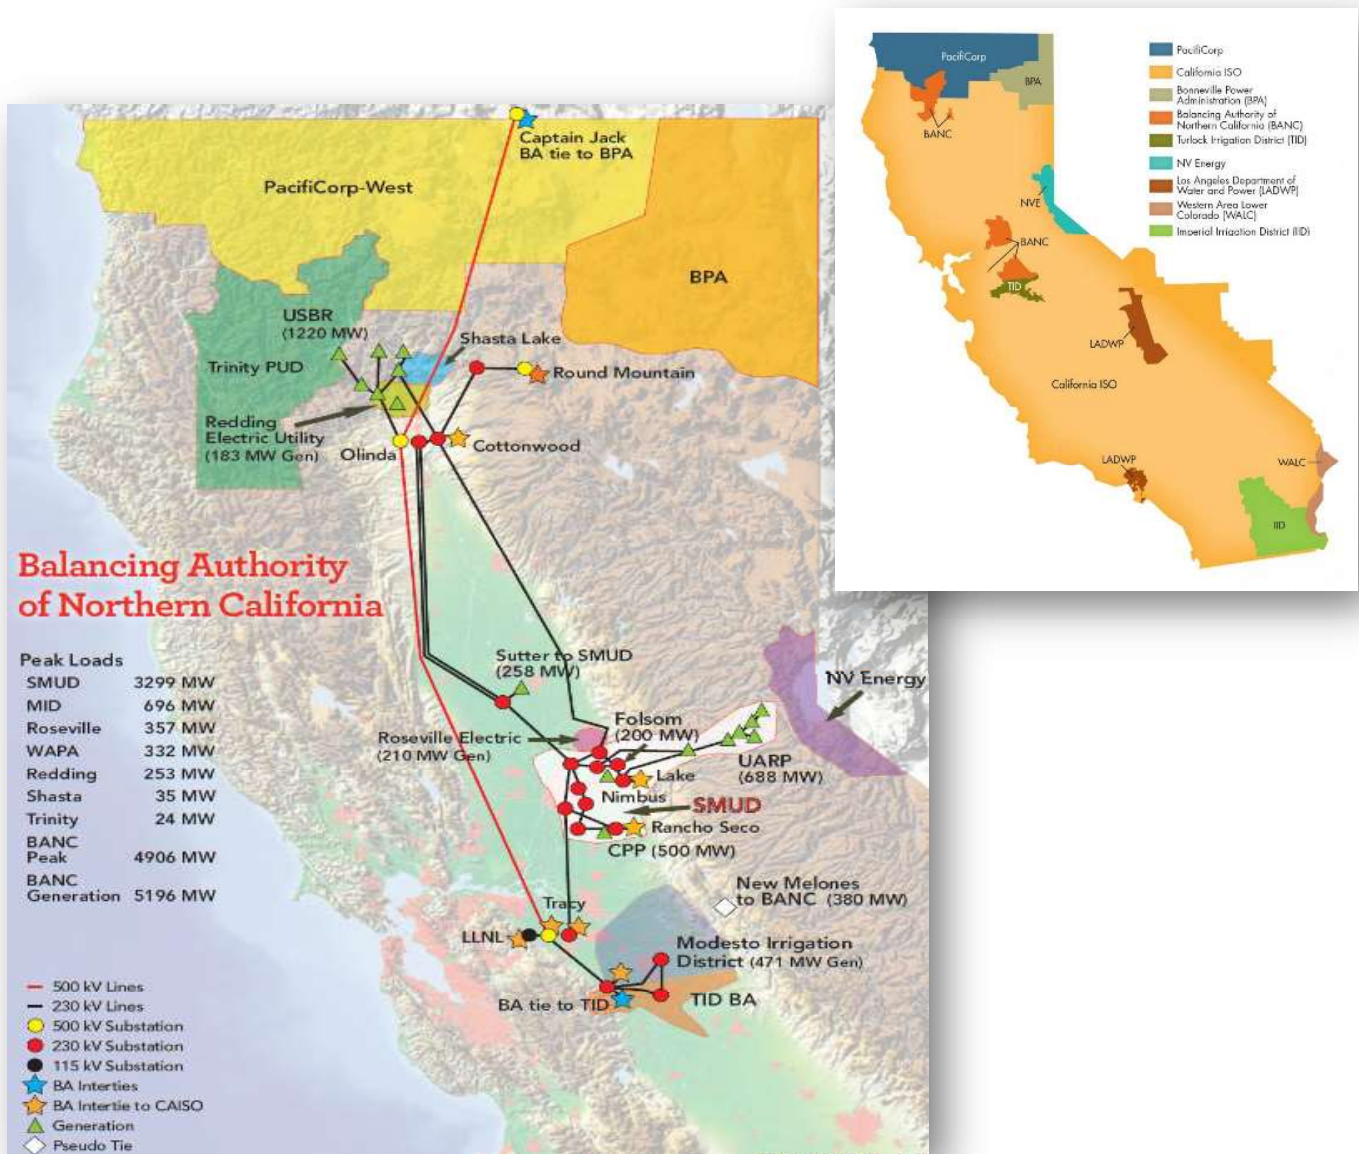 Captain Jack
BA tie to BPA
PacifiCorp-West
BPA
USBR
(1220 MW)
Shasta Lake
Trinity PUD
Round Mountain
Redding
Electric Utility
(183 MW Gen)
Olinda
Cottonwood
Balancing Authority
of Northern California
Peak Loads
SMUD 3299 MW
MID 696 MW
Roseville 357 MW
WAPA 332 MW
Redding 253 MW
Shasta 35 MW
Trinity 24 MW
BANC
Peak 4906 MW
BANC
Generation 5196 MW
Sutter to SMUD
(258 MW)
NV Energy
Roseville Electric
(210 MW Gen)
Folsom
(200 MW)
UARP
(688 MW)
Lake
Nimbus
SMUD
Rancho Seco
CPP (500 MW)
New Melones
to BANC (380 MW)
Tracy
LLNL
Modesto Irrigation
District (471 MW Gen)
BA tie to TID
TID BA
500 kV Lines
230 kV Lines
500 kV Substation
230 kV Substation
115 kV Substation
BA Interties
BA Intertie to CAISO
Generation
Pseudo Tie
PacifiCorp
BPA
BANC
NVE
BANC
TID
LADWP
California ISO
LADWP
WALC
IID
PacifiCorp
California ISO
Bonneville Power
Administration (BPA)
Balancing Authority of
Northern California (BANC)
Turlock Irrigation District (TID)
NV Energy
Los Angeles Department of
Water and Power (LADWP)
Western Area Lower
Colorado (WALC)
Imperial Irrigation District (IID)